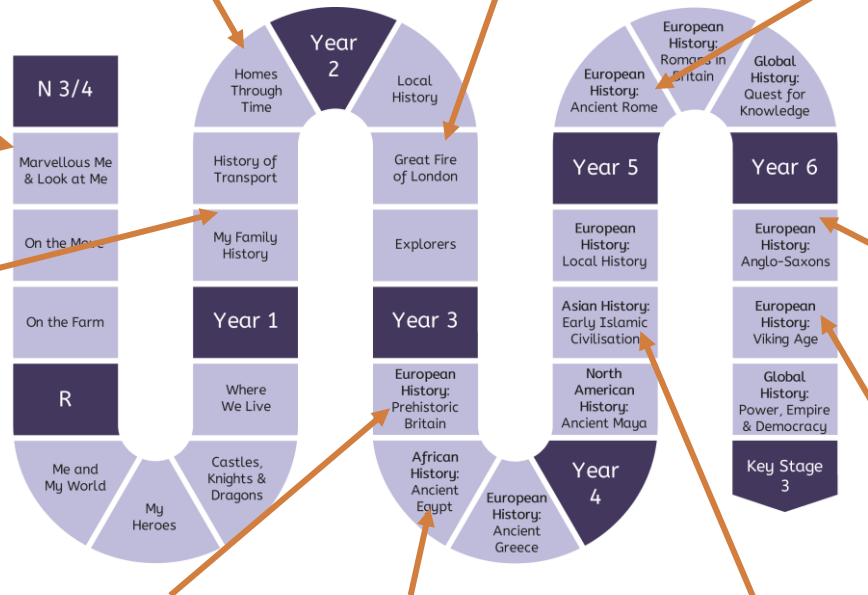 N 3/4
Marvellous Me
& Look at Me
On the Move
On the Farm
R
Me and
My World
My
Heroes
Castles,
Knights &
Dragons
Where
We Live
Year 1
My Family
History
History of
Transport
Homes
Through
Time
Year
2
Local
History
Great Fire
of London
Explorers
Year 3
European
History:
Prehistoric
Britain
African
History:
Ancient
Egypt
European
History:
Ancient
Greece
Year
4
North
American
History:
Ancient Maya
Asian History:
Early Islamic
Civilisation
European
History:
Local History
Year 5
European
History:
Ancient Rome
European
History:
Romans in
Britain
Global
History:
Quest for
Knowledge
Year 6
European
History:
Anglo-Saxons
European
History:
Viking Age
Global
History:
Power, Empire
& Democracy
Key Stage
3